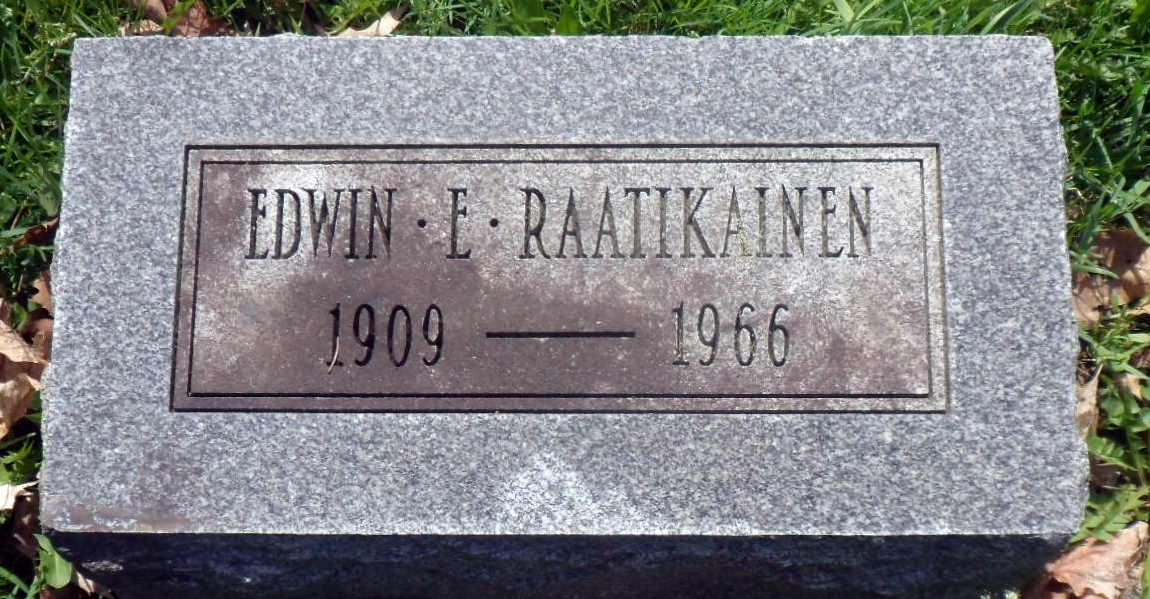 EDWIN · E · RAATIKAINEN
1909 — 1966